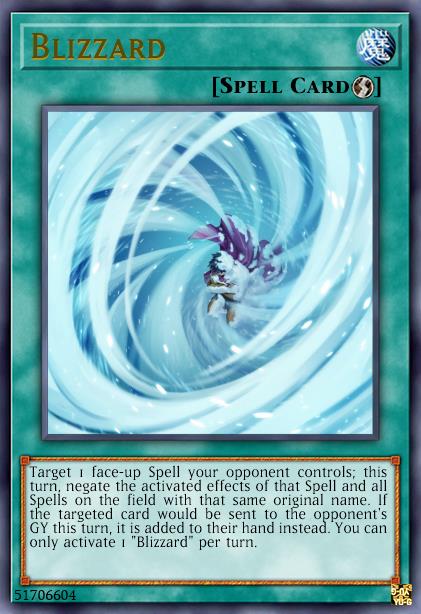 BLIZZARD
魔
[SPELL CARD]
Target 1 face-up Spell your opponent controls; this
turn, negate the activated effects of that Spell and all
Spells on the field with that same original name. If
the targeted card would be sent to the opponent's
GY this turn, it is added to their hand instead. You can
only activate 1 "Blizzard" per turn.
51706604